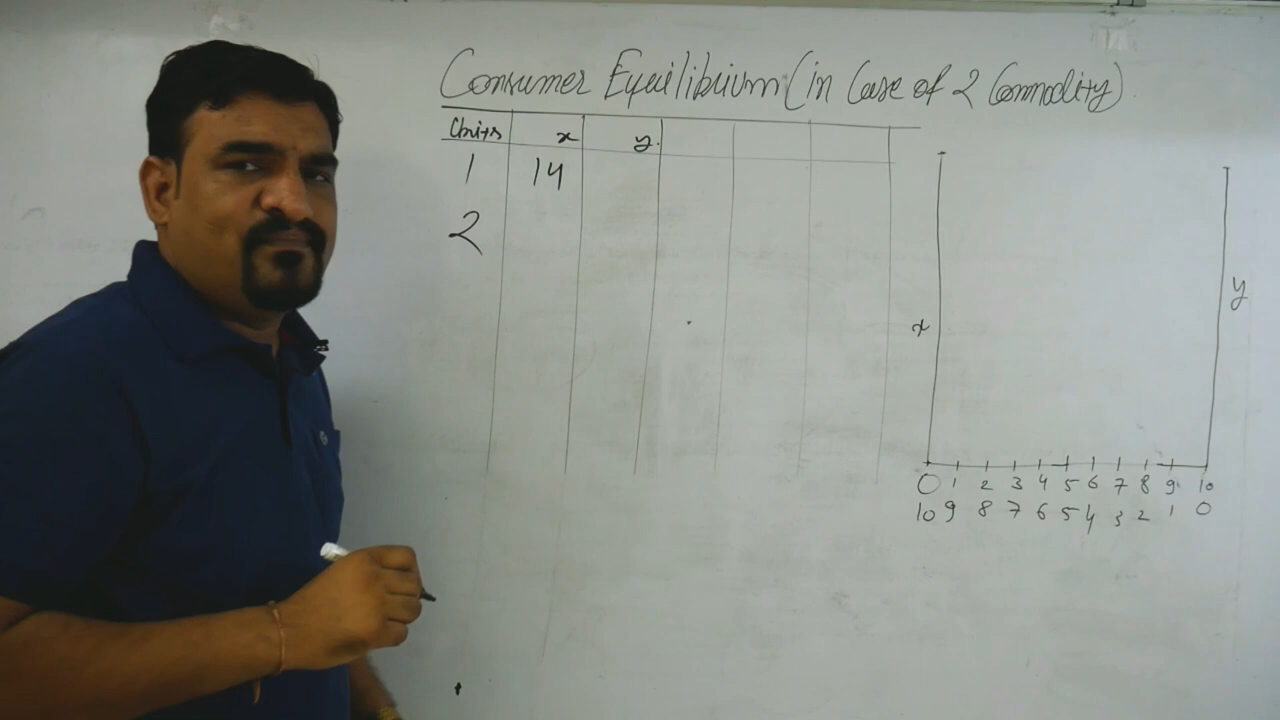 Consumer Equilibrium (in Case of 2 Commodity)
Units x y
1 14
2
x
y
0 1 2 3 4 5 6 7 8 9 10
10 9 8 7 6 5 4 3 2 1 0